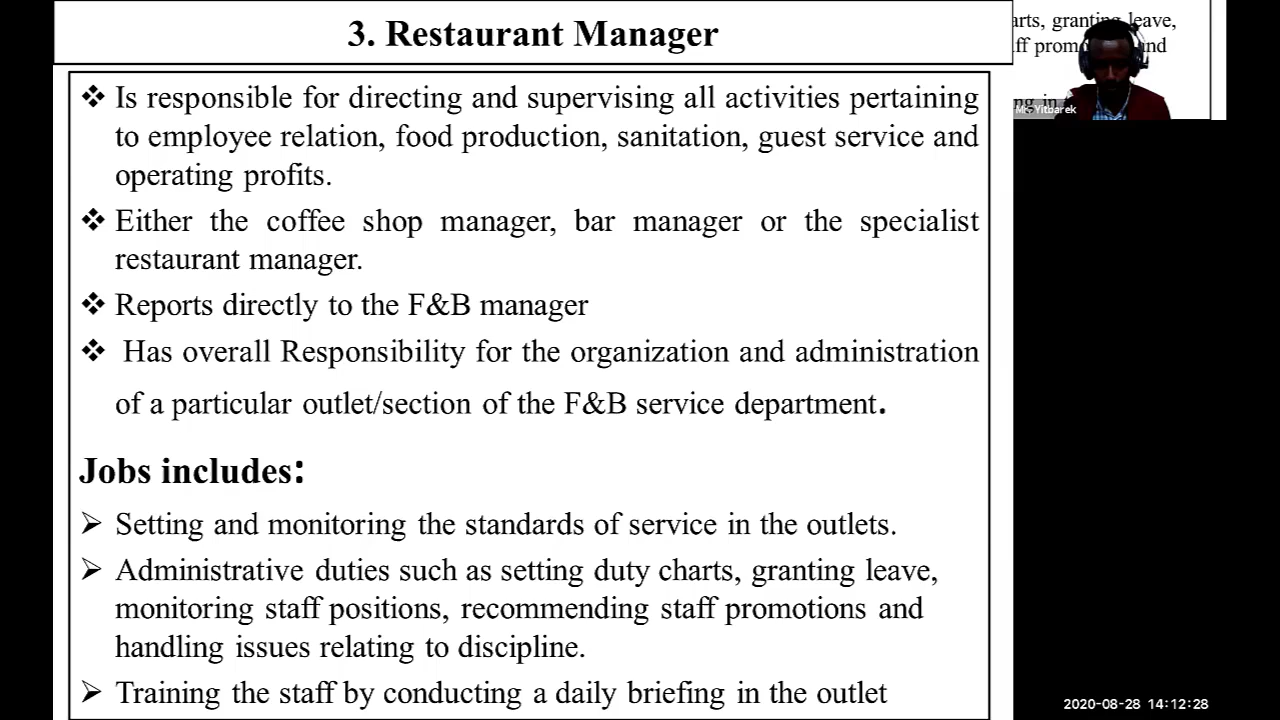 3. Restaurant Manager
❖ Is responsible for directing and supervising all activities pertaining
to employee relation, food production, sanitation, guest service and
operating profits.
❖ Either the coffee shop manager, bar manager or the specialist
restaurant manager.
❖ Reports directly to the F&B manager
❖ Has overall Responsibility for the organization and administration
of a particular outlet/section of the F&B service department.
Jobs includes:
➢ Setting and monitoring the standards of service in the outlets.
➢ Administrative duties such as setting duty charts, granting leave,
monitoring staff positions, recommending staff promotions and
handling issues relating to discipline.
➢ Training the staff by conducting a daily briefing in the outlet
arts, granting leave,
ff prom and
Mr. Yitbarek
2020-08-28 14:12:28